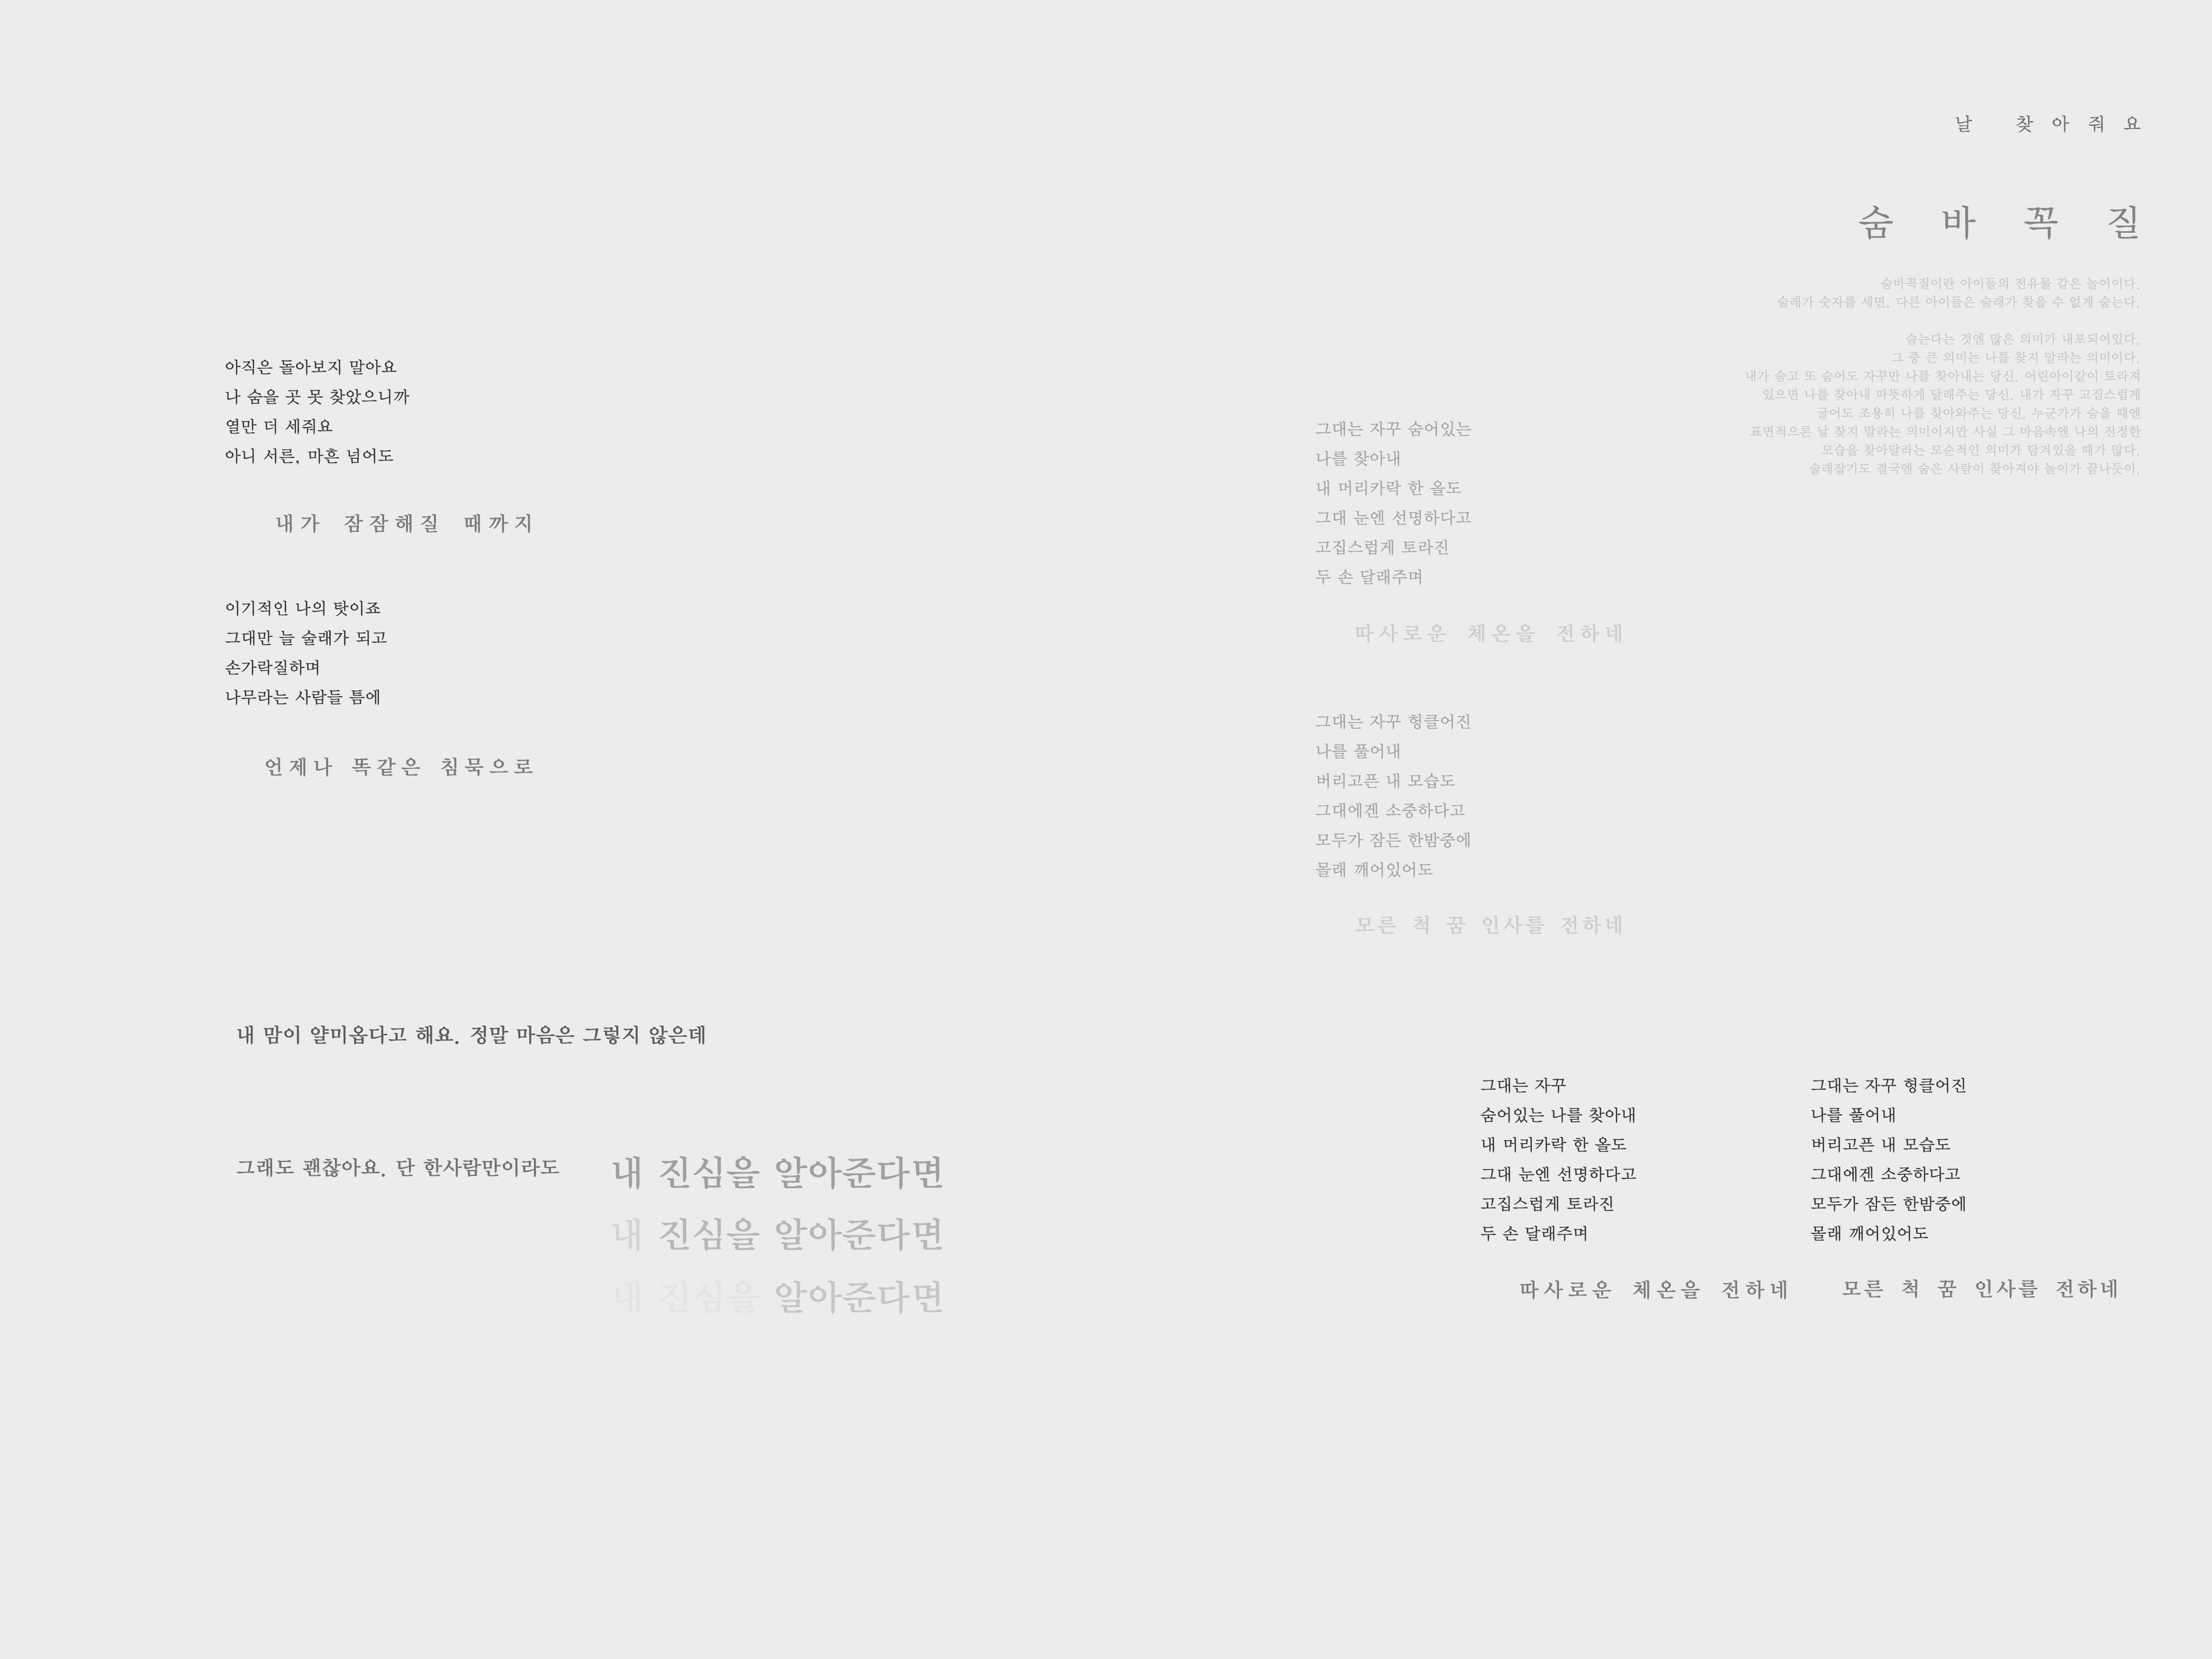 날 찾아줘요
숨바꼭질
숨바꼭질이란 아이들의 전유물 같은 놀이이다.
술래가 숫자를 세면, 다른 아이들은 술래가 찾을 수 없게 숨는다.
숨는다는 것엔 많은 의미가 내포되어있다.
그 중 큰 의미는 나를 찾지 말라는 의미이다.
내가 숨고 또 숨어도 자꾸만 나를 찾아내는 당신. 어린아이같이 토라져
있으면 나를 찾아내 따뜻하게 달래주는 당신. 내가 자꾸 고집스럽게
굴어도 조용히 나를 찾아와주는 당신. 누군가가 숨을 때엔
표면적으론 날 찾지 말라는 의미이지만 사실 그 마음속엔 나의 진정한
모습을 찾아달라는 모순적인 의미가 담겨있을 때가 많다.
술래잡기도 결국엔 숨은 사람이 찾아져야 놀이가 끝나듯이.
아직은 돌아보지 말아요
나 숨을 곳 못 찾았으니까
열만 더 세줘요
아니 서른, 마흔 넘어도
내가 잠잠해질 때까지
이기적인 나의 탓이죠
그대만 늘 술래가 되고
손가락질하며
나무라는 사람들 틈에
언제나 똑같은 침묵으로
그대는 자꾸 숨어있는
나를 찾아내
내 머리카락 한 올도
그대 눈엔 선명하다고
고집스럽게 토라진
두 손 달래주며
따사로운 체온을 전하네
그대는 자꾸 헝클어진
나를 풀어내
버리고픈 내 모습도
그대에겐 소중하다고
모두가 잠든 한밤중에
몰래 깨어있어도
모른 척 꿈 인사를 전하네
내 맘이 얄미옵다고 해요. 정말 마음은 그렇지 않은데
그래도 괜찮아요. 단 한사람만이라도
내 진심을 알아준다면
내 진심을 알아준다면
내 진심을 알아준다면
그대는 자꾸
숨어있는 나를 찾아내
내 머리카락 한 올도
그대 눈엔 선명하다고
고집스럽게 토라진
두 손 달래주며
따사로운 체온을 전하네
그대는 자꾸 헝클어진
나를 풀어내
버리고픈 내 모습도
그대에겐 소중하다고
모두가 잠든 한밤중에
몰래 깨어있어도
모른 척 꿈 인사를 전하네